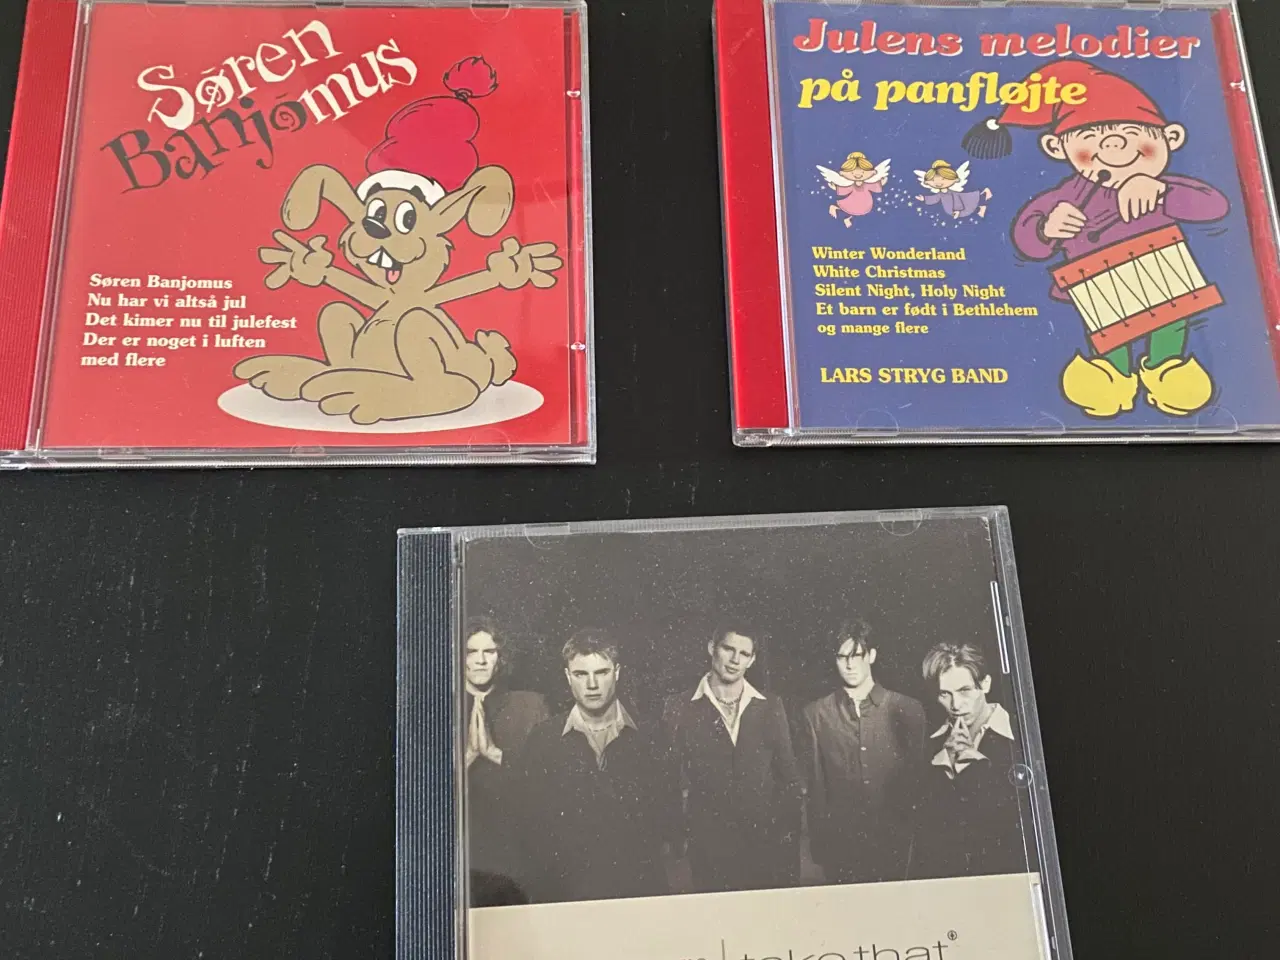 Søren
Banjomus
Søren Banjomus
Nu har vi altså jul
Det kimer nu til julefest
Der er noget i luften
med flere
Julens melodier
på panfløjte
Winter Wonderland
White Christmas
Silent Night, Holy Night
Et barn er født i Bethlehem
og mange flere
LARS STRYG BAND
take that®